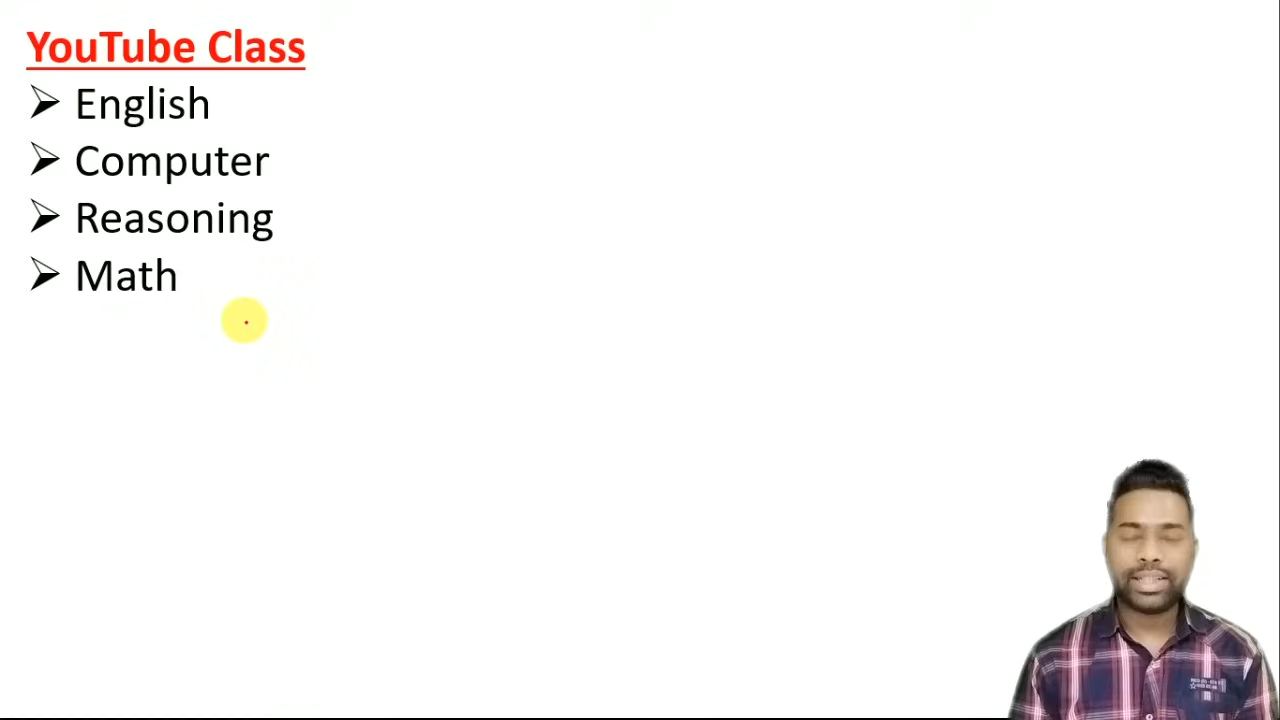 YouTube Class
➢ English
➢ Computer
➢ Reasoning
➢ Math